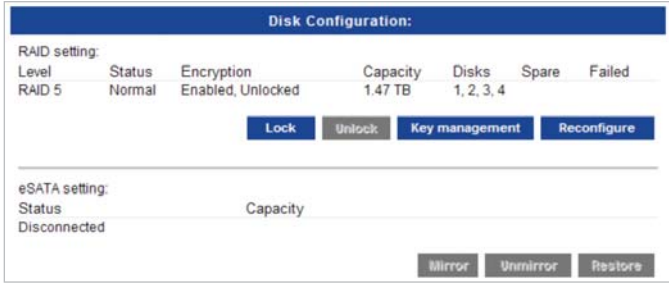 Disk Configuration:
RAID setting:
Level Status Encryption Capacity Disks Spare Failed
RAID 5 Normal Enabled, Unlocked 1.47 TB 1, 2, 3, 4
Lock Unlock Key management Reconfigure
eSATA setting:
Status Capacity
Disconnected
Mirror Unmirror Restore